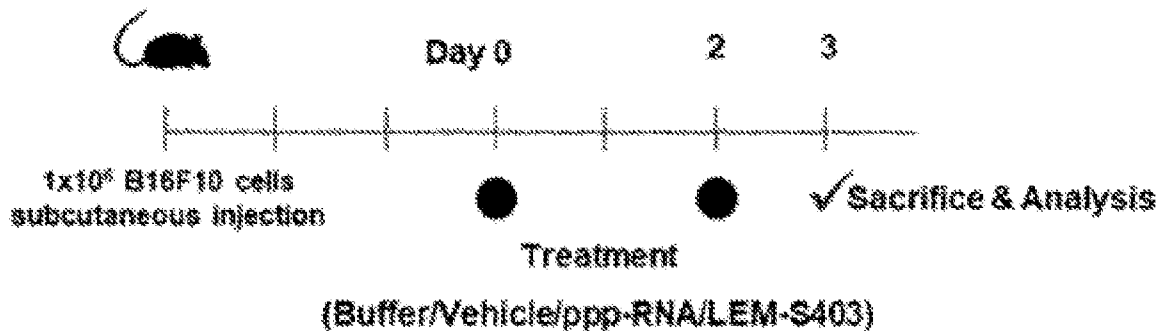 Day 0 2 3
1x10⁶ B16F10 cells
subcutaneous injection
✓Sacrifice & Analysis
Treatment
(Buffer/Vehicle/ppp-RNA/LEM-S403)